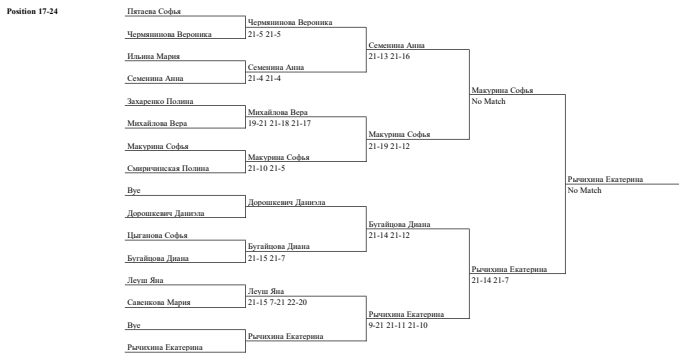 Position 17-24
Пятаева Софья
Чермянинова Вероника
Чермянинова Вероника
21-5 21-5
Семенина Анна
21-13 21-16
Ильина Мария
Семенина Анна
Семенина Анна
21-4 21-4
Макурина Софья
No Match
Захаренко Полина
Михайлова Вера
Михайлова Вера
19-21 21-18 21-17
Макурина Софья
21-19 21-12
Макурина Софья
Смиричинская Полина
Макурина Софья
21-10 21-5
Рычихина Екатерина
No Match
Bye
Дорошкевич Даниэла
Дорошкевич Даниэла
Бугайцова Диана
21-14 21-12
Цыганова Софья
Бугайцова Диана
Бугайцова Диана
21-15 21-7
Рычихина Екатерина
21-14 21-7
Леуш Яна
Савенкова Мария
Леуш Яна
21-15 7-21 22-20
Рычихина Екатерина
9-21 21-11 21-10
Bye
Рычихина Екатерина
Рычихина Екатерина